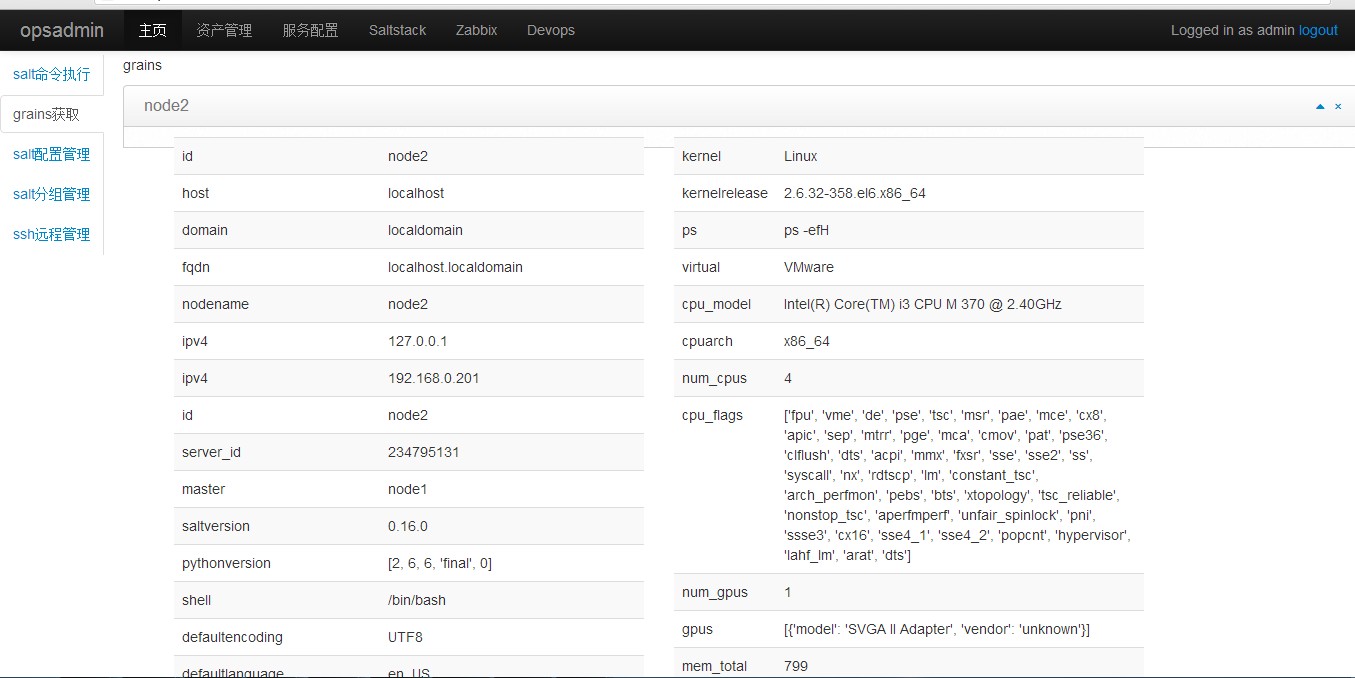 opsadmin 主页 资产管理 服务配置 Saltstack Zabbix Devops Logged in as admin logout
salt命令执行
grains获取
salt配置管理
salt分组管理
ssh远程管理
grains
node2
id node2
host localhost
domain localdomain
fqdn localhost.localdomain
nodename node2
ipv4 127.0.0.1
ipv4 192.168.0.201
id node2
server_id 234795131
master node1
saltversion 0.16.0
pythonversion [2, 6, 6, 'final', 0]
shell /bin/bash
defaultencoding UTF8
defaultlanguage en_US
kernel Linux
kernelrelease 2.6.32-358.el6.x86_64
ps ps -efH
virtual VMware
cpu_model Intel(R) Core(TM) i3 CPU M 370 @ 2.40GHz
cpuarch x86_64
num_cpus 4
cpu_flags ['fpu', 'vme', 'de', 'pse', 'tsc', 'msr', 'pae', 'mce', 'cx8',
'apic', 'sep', 'mtrr', 'pge', 'mca', 'cmov', 'pat', 'pse36',
'clflush', 'dts', 'acpi', 'mmx', 'fxsr', 'sse', 'sse2', 'ss',
'syscall', 'nx', 'rdtscp', 'lm', 'constant_tsc',
'arch_perfmon', 'pebs', 'bts', 'xtopology', 'tsc_reliable',
'nonstop_tsc', 'aperfmperf', 'unfair_spinlock', 'pni',
'ssse3', 'cx16', 'sse4_1', 'sse4_2', 'popcnt', 'hypervisor',
'lahf_lm', 'arat', 'dts']
num_gpus 1
gpus [{'model': 'SVGA II Adapter', 'vendor': 'unknown'}]
mem_total 799